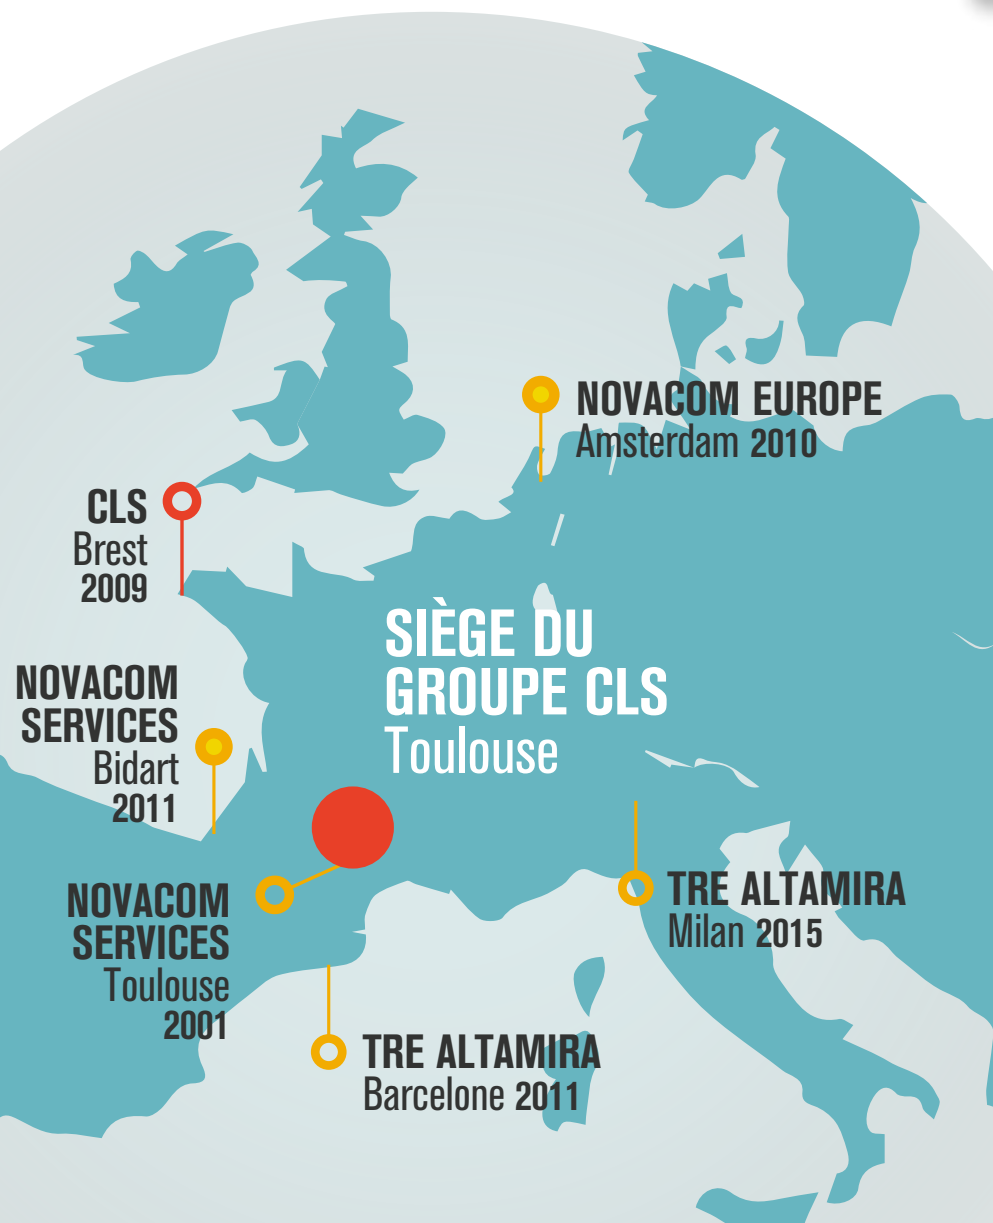 NOVACOM EUROPE
Amsterdam 2010
CLS
Brest
2009
SIÈGE DU
GROUPE CLS
Toulouse
NOVACOM
SERVICES
Bidart
2011
NOVACOM
SERVICES
Toulouse
2001
TRE ALTAMIRA
Milan 2015
TRE ALTAMIRA
Barcelone 2011